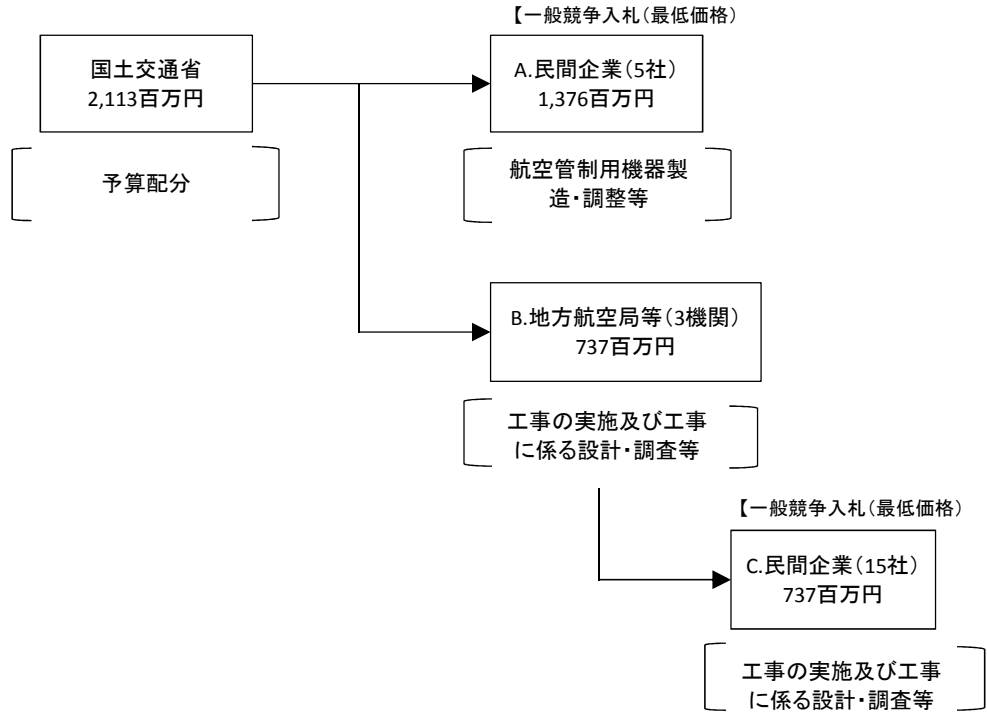 【一般競争入札(最低価格)
国土交通省
2,113百万円
A.民間企業(5社)
1,376百万円
予算配分
航空管制用機器製
造・調整等
B.地方航空局等(3機関)
737百万円
工事の実施及び工事
に係る設計・調査等
【一般競争入札(最低価格)
C.民間企業(15社)
737百万円
工事の実施及び工事
に係る設計・調査等